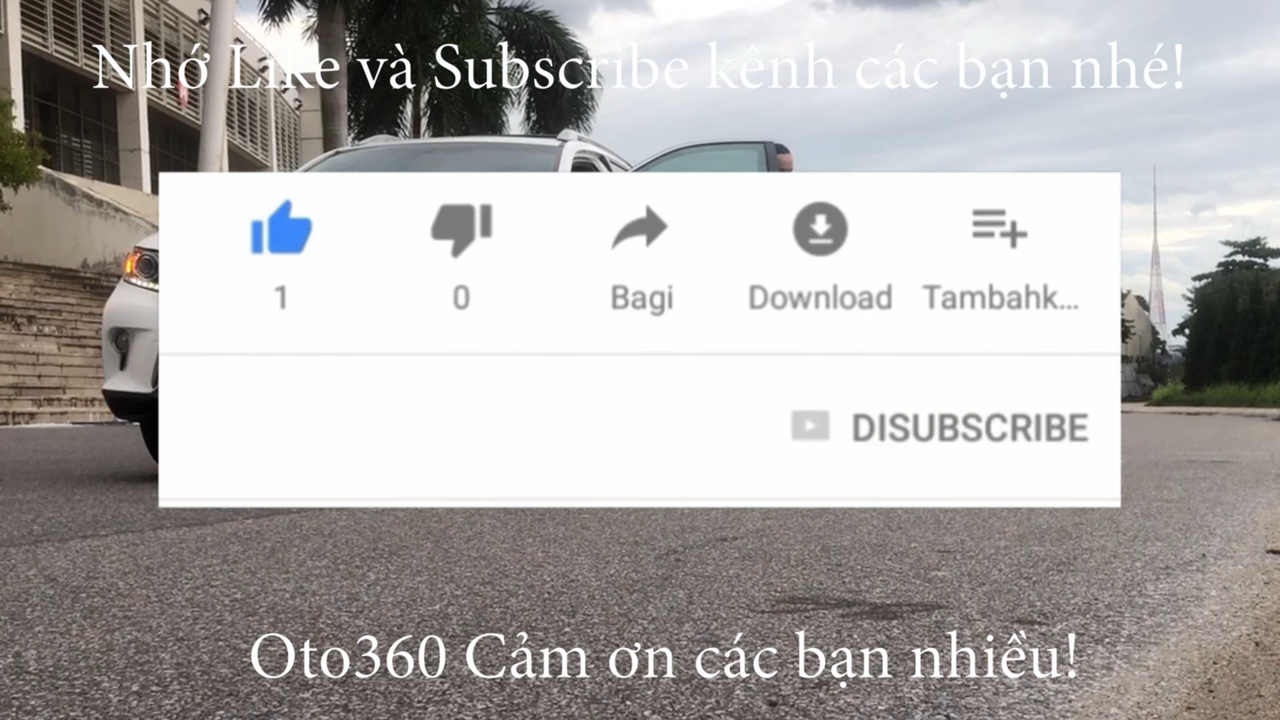 Nhớ Like và Subscribe kênh các bạn nhé!
1 0 Bagi Download Tambahk...
DISUBSCRIBE
Oto360 Cảm ơn các bạn nhiều!